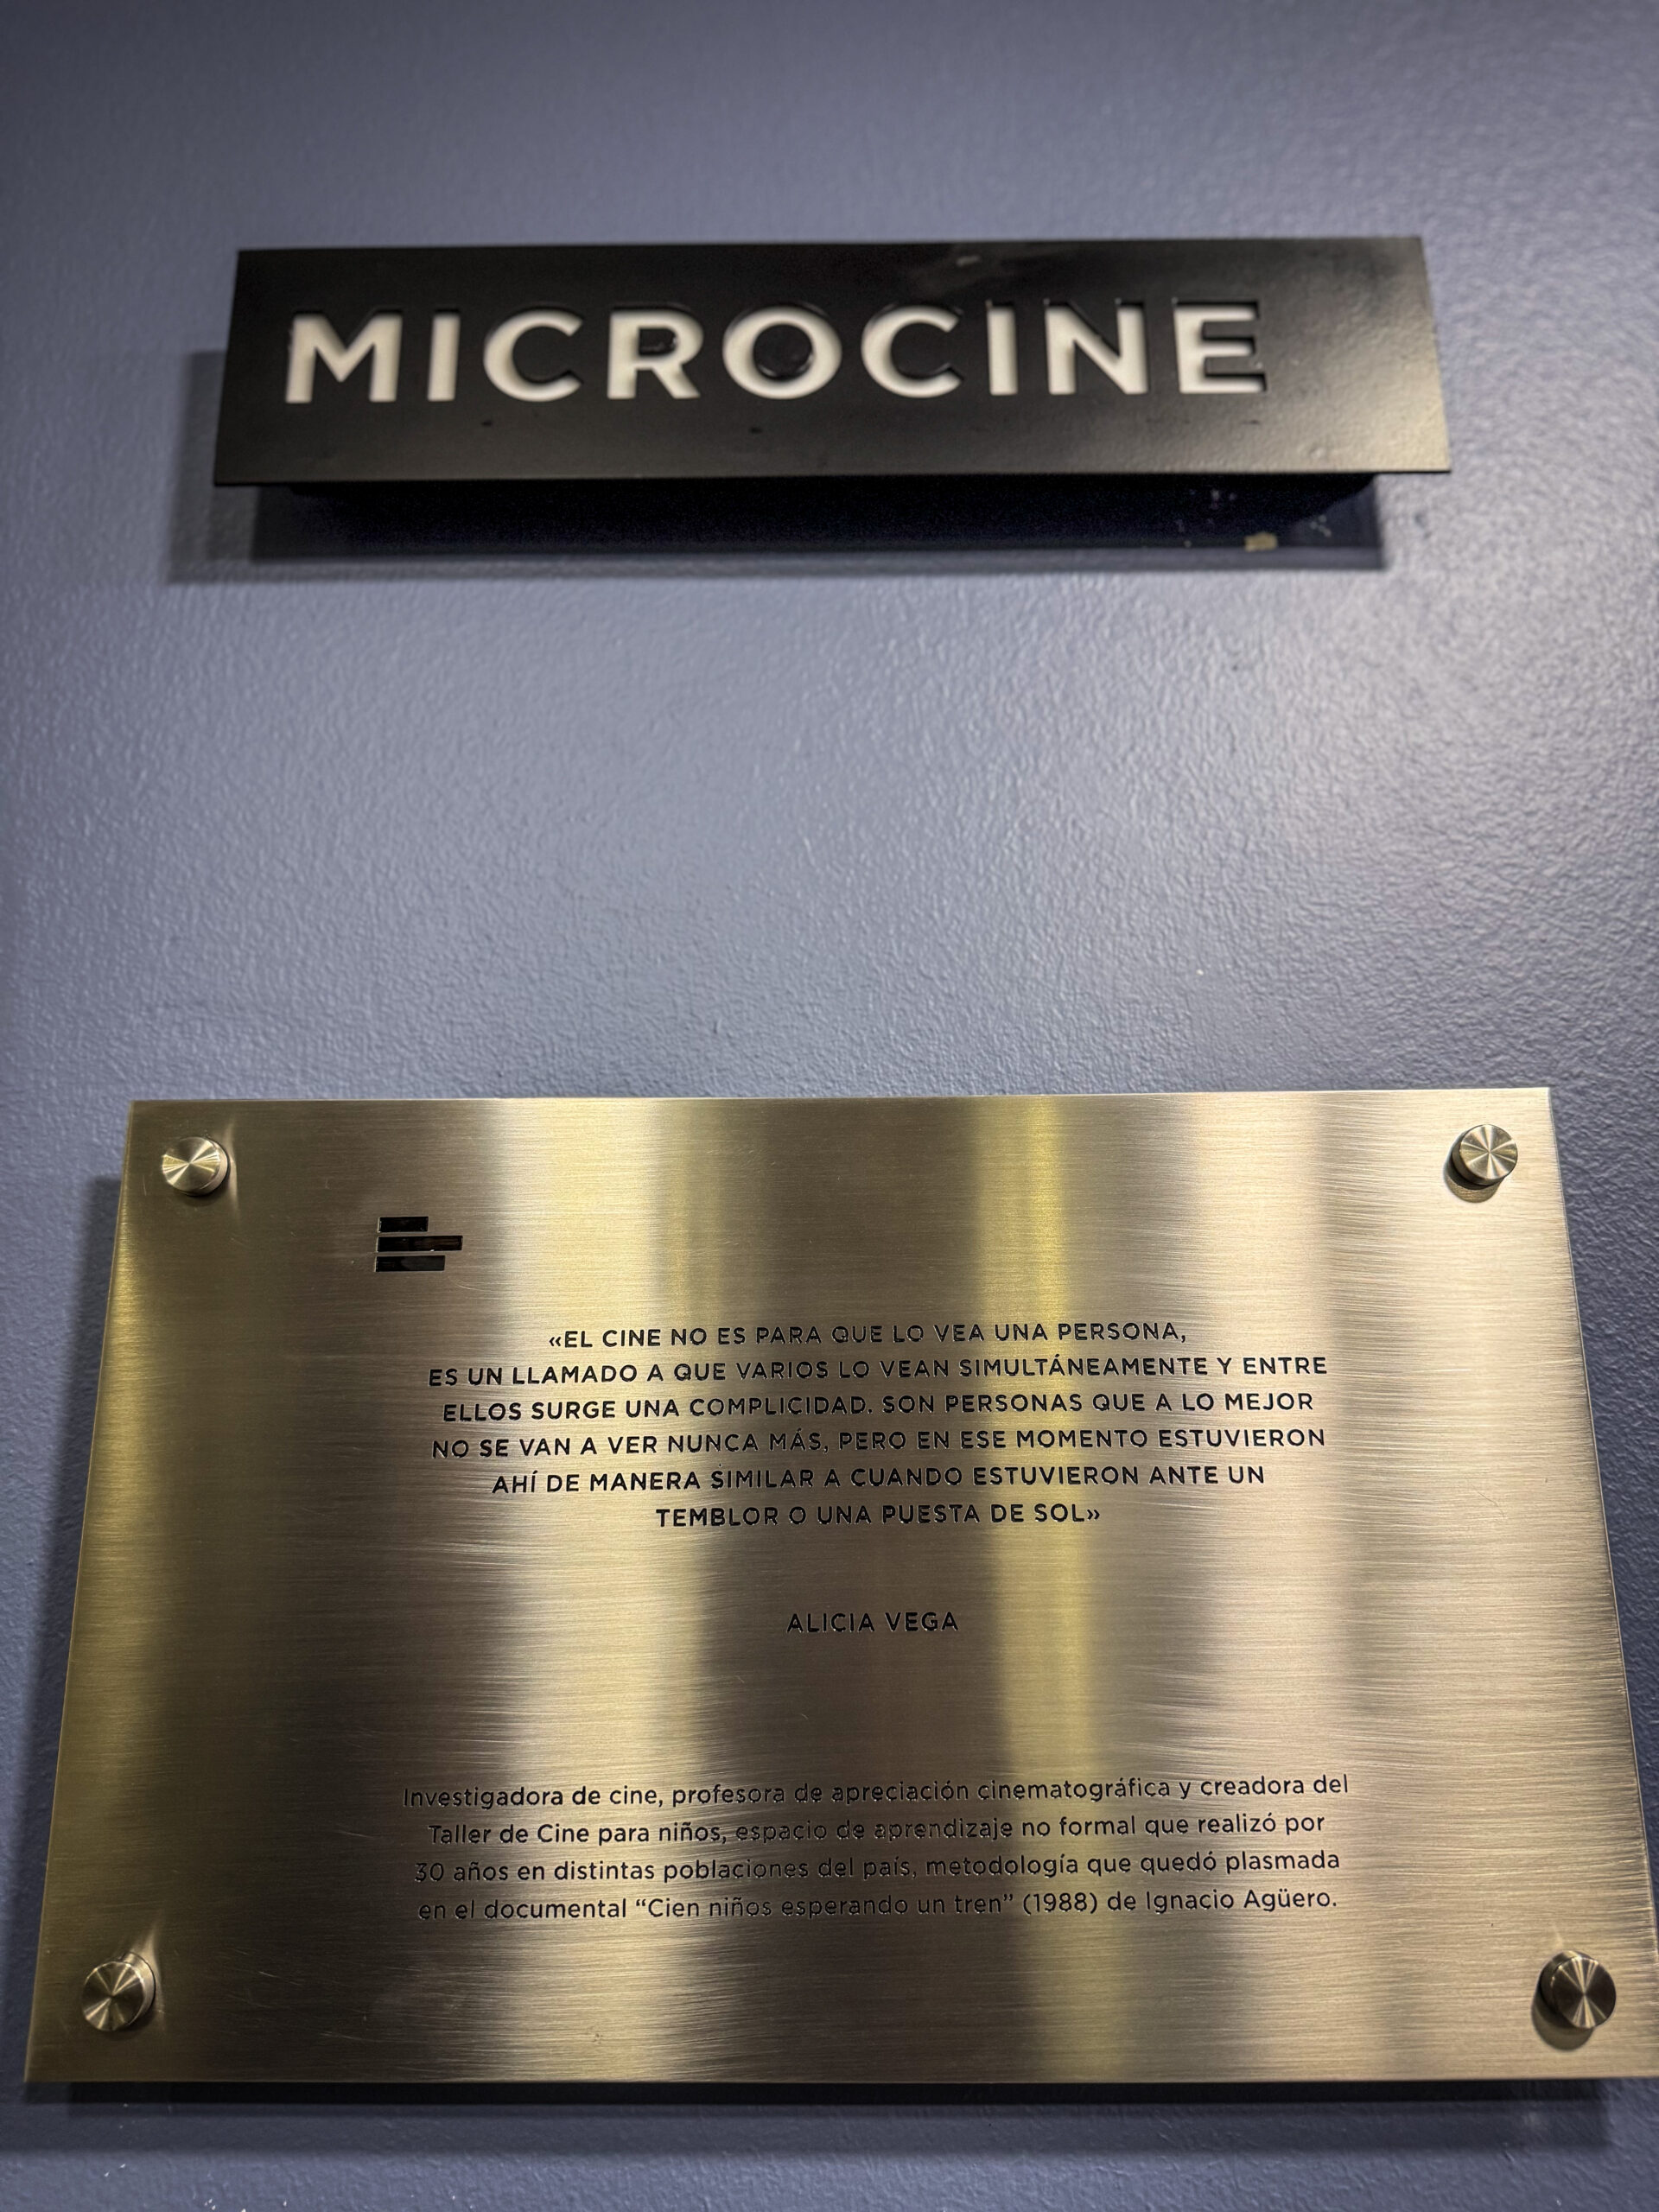 MICROCINE
«EL CINE NO ES PARA QUE LO VEA UNA PERSONA,
ES UN LLAMADO A QUE VARIOS LO VEAN SIMULTÁNEAMENTE Y ENTRE
ELLOS SURGE UNA COMPLICIDAD. SON PERSONAS QUE A LO MEJOR
NO SE VAN A VER NUNCA MÁS, PERO EN ESE MOMENTO ESTUVIERON
AHÍ DE MANERA SIMILAR A CUANDO ESTUVIERON ANTE UN
TEMBLOR O UNA PUESTA DE SOL»
ALICIA VEGA
Investigadora de cine, profesora de apreciación cinematográfica y creadora del
Taller de Cine para niños, espacio de aprendizaje no formal que realizó por
30 años en distintas poblaciones del país, metodología que quedó plasmada
en el documental “Cien niños esperando un tren” (1988) de Ignacio Agüero.